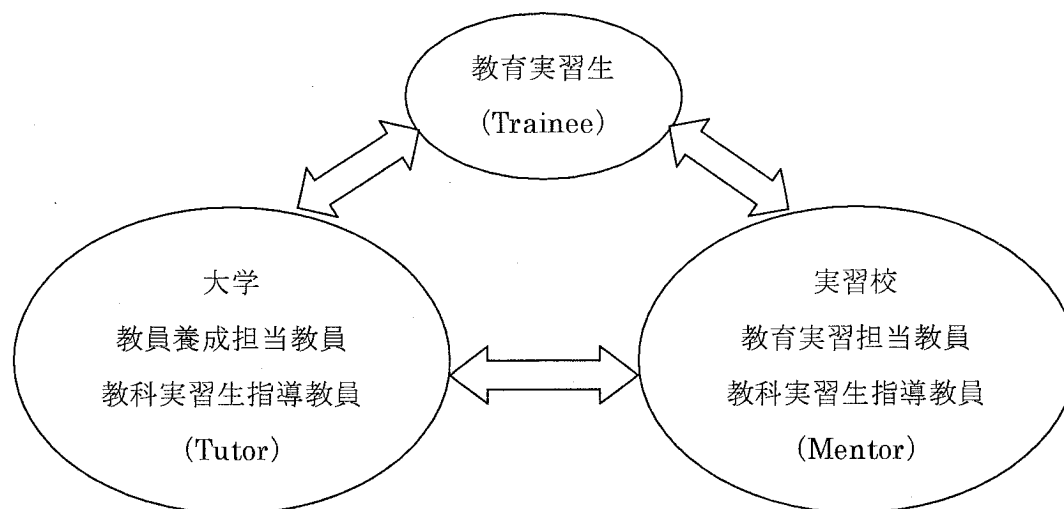 教育実習生
(Trainee)
大学
教員養成担当教員
教科実習生指導教員
(Tutor)
実習校
教育実習担当教員
教科実習生指導教員
(Mentor)